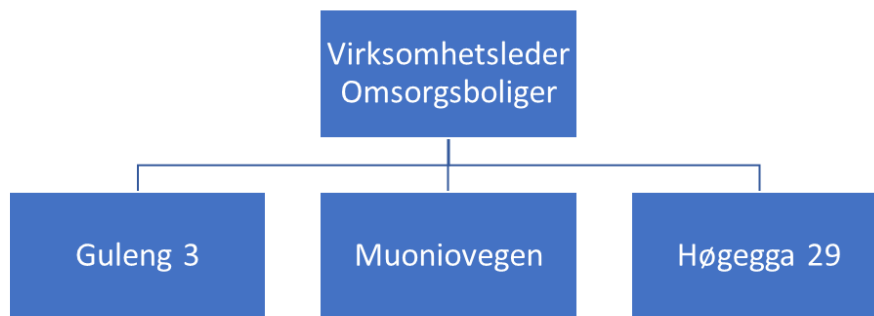 Virksomhetsleder
Omsorgsboliger
Guleng 3
Muoniovegen
Høgegga 29